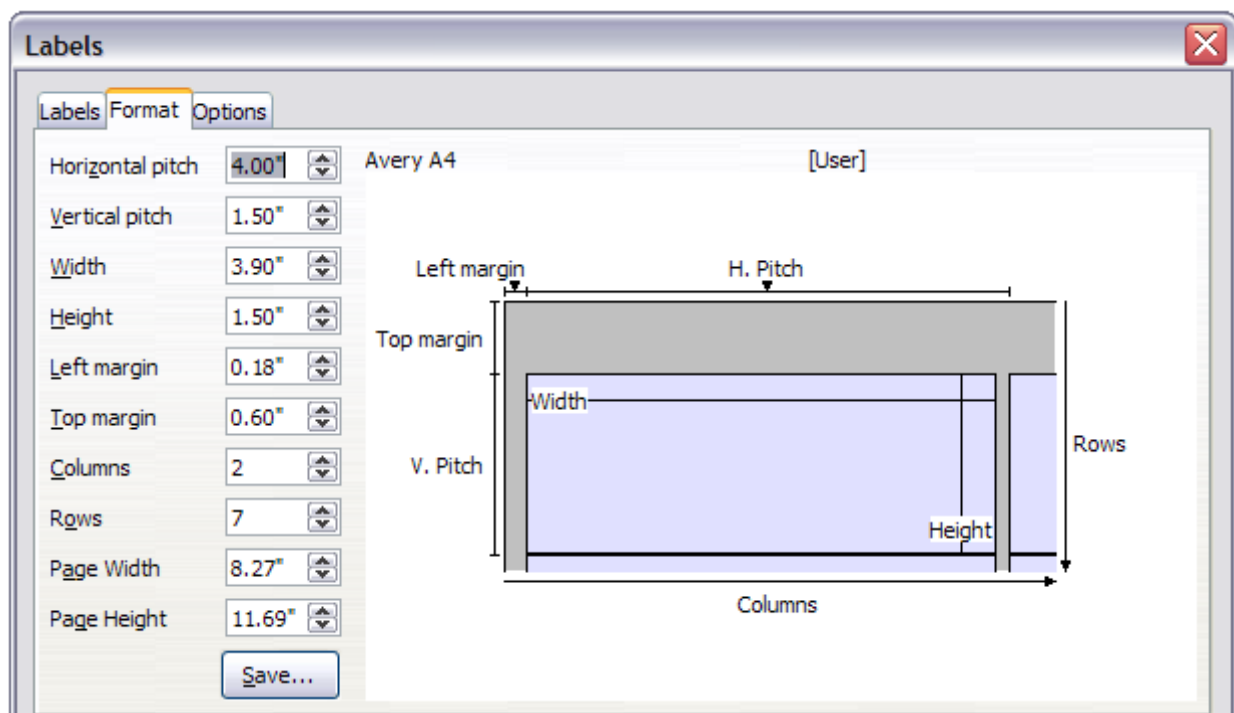 Labels
Labels Format Options
Horizontal pitch 4.00" Avery A4 [User]
Vertical pitch 1.50"
Width 3.90"
Left margin H. Pitch
Height 1.50"
Top margin
Left margin 0.18"
Width
Top margin 0.60"
Rows
Columns 2 V. Pitch
Rows 7
Height
Page Width 8.27"
Columns
Page Height 11.69"
Save...